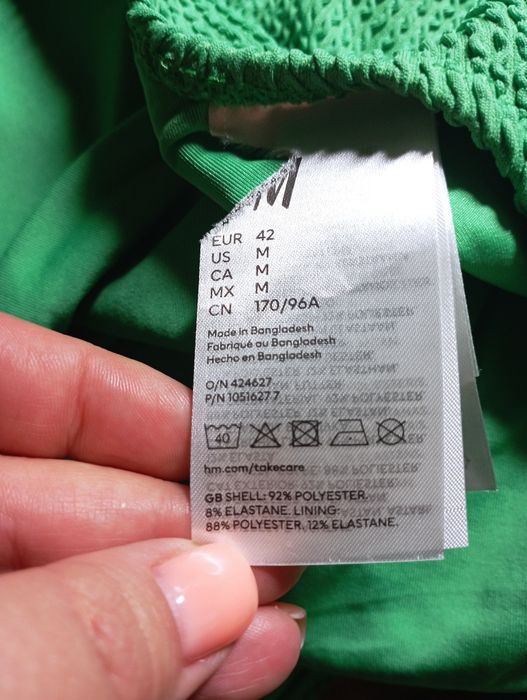 M
EUR 42
US M
CA M
MX M
CN 170/96A
Made in Bangladesh
Fabriqué au Bangladesh
Hecho en Bangladesh
O/N 424627
P/N 1051627 7
40
hm.com/takecare
GB SHELL: 92% POLYESTER,
8% ELASTANE. LINING:
88% POLYESTER, 12% ELASTANE.